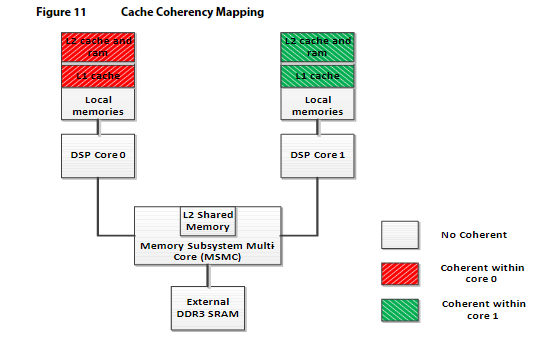 Figure 11 Cache Coherency Mapping
L2 cache and
ram
L1 cache
Local
memories
DSP Core 0
L2 cache and
ram
L1 cache
Local
memories
DSP Core 1
L2 Shared
Memory
Memory Subsystem Multi-
Core (MSMC)
External
DDR3 SRAM
No Coherent
Coherent within
core 0
Coherent within
core 1